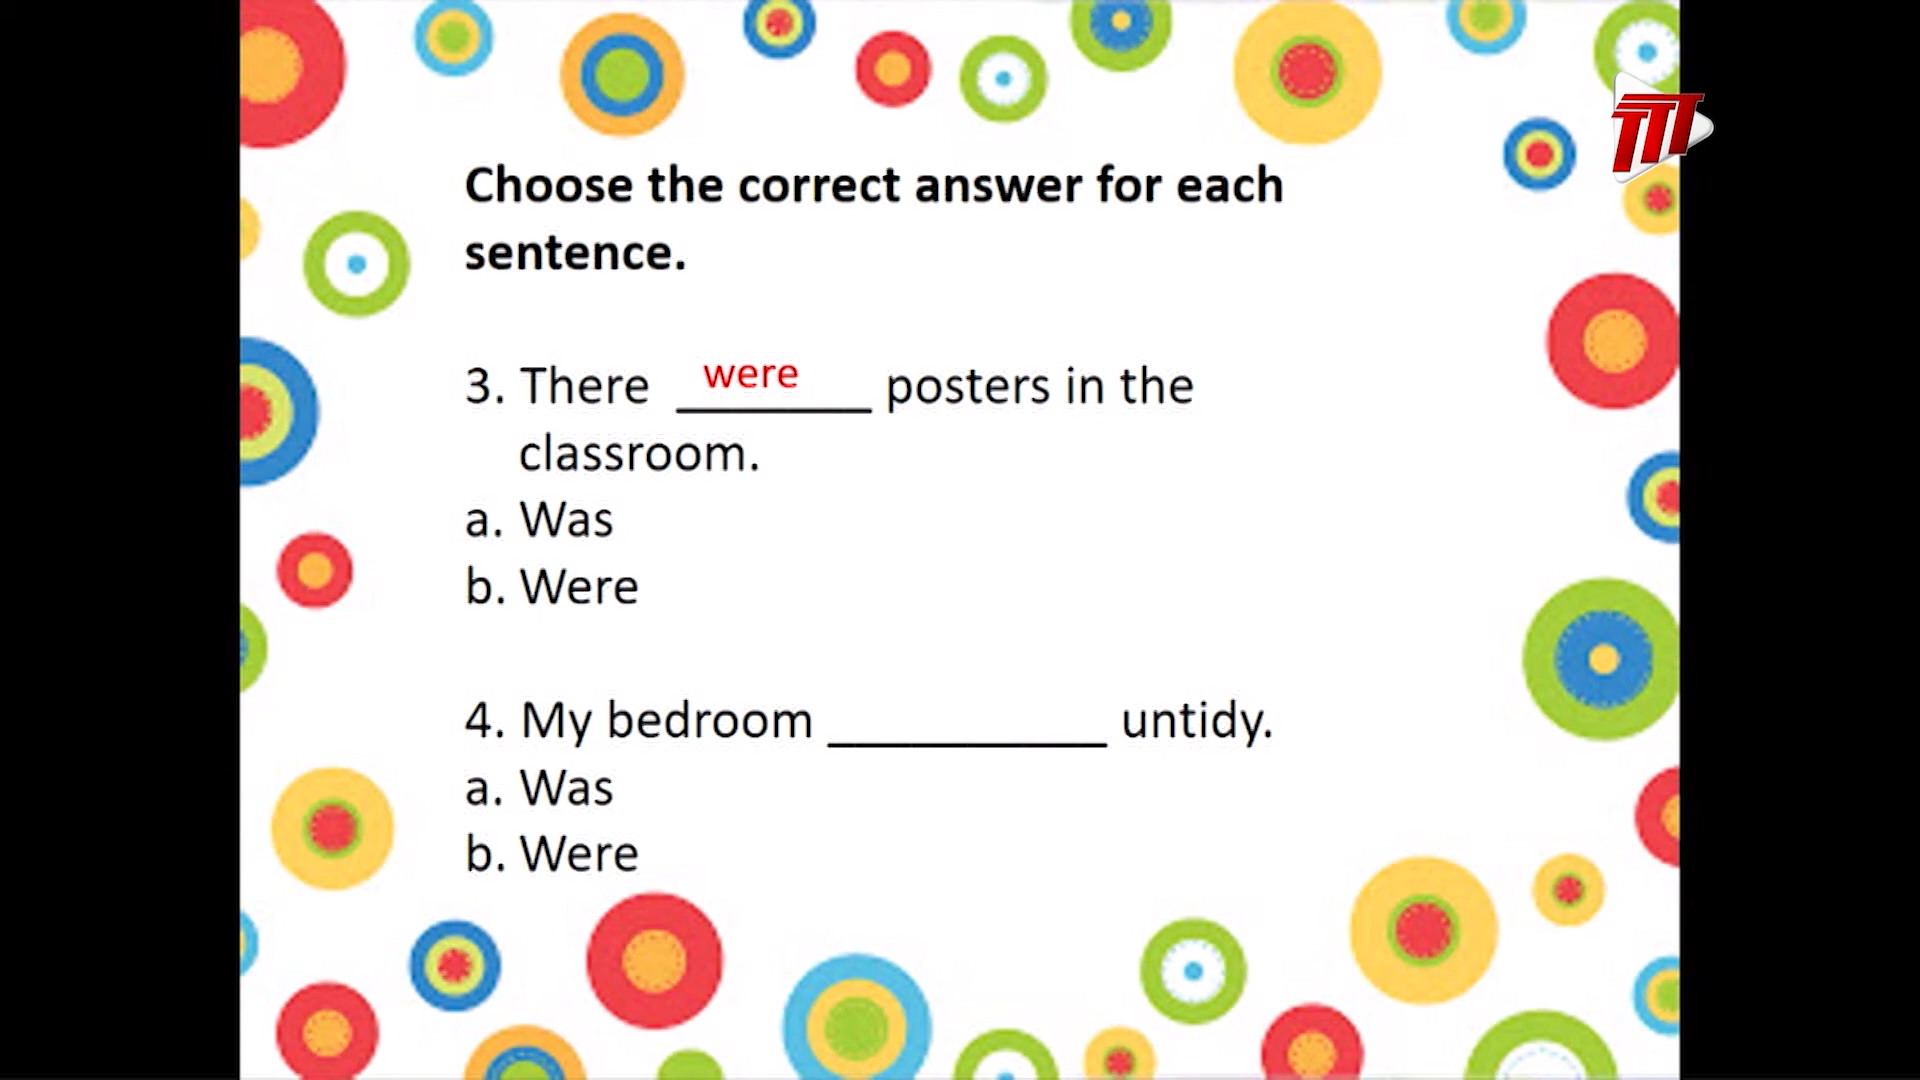 TTT
Choose the correct answer for each
sentence.
3. There were posters in the
classroom.
a. Was
b. Were
4. My bedroom __________ untidy.
a. Was
b. Were